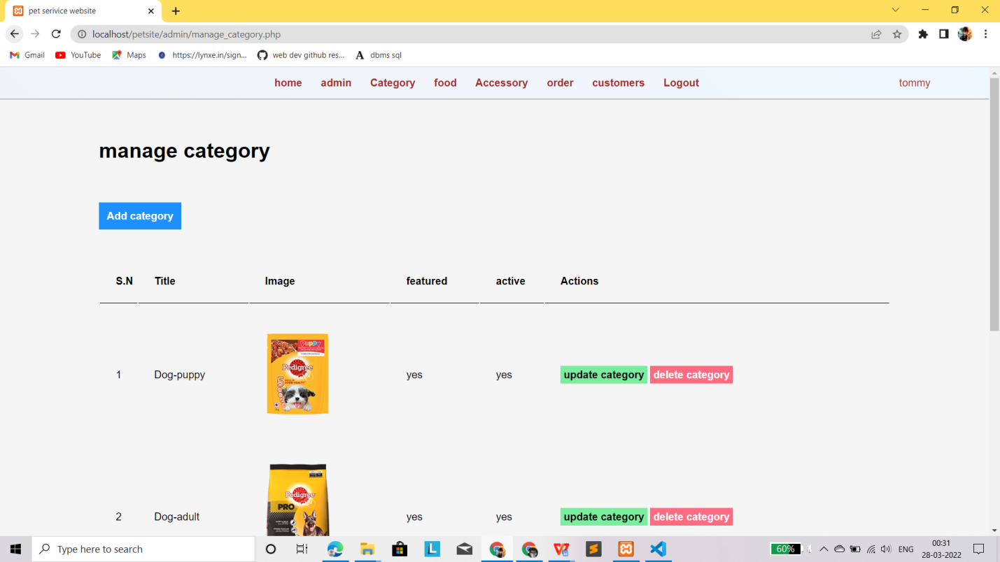 pet serivice website
localhost/petsite/admin/manage_category.php
Gmail YouTube Maps https://lynxe.in/sign... web dev github res... A dbms sql
home admin Category food Accessory order customers Logout tommy
manage category
Add category
S.N Title Image featured active Actions
PUPPY
Pedigree
5
1 Dog-puppy yes yes update category delete category
Pedigree
PRO
2 Dog-adult yes yes update category delete category
Type here to search
L
60% ENG 00:31
28-03-2022